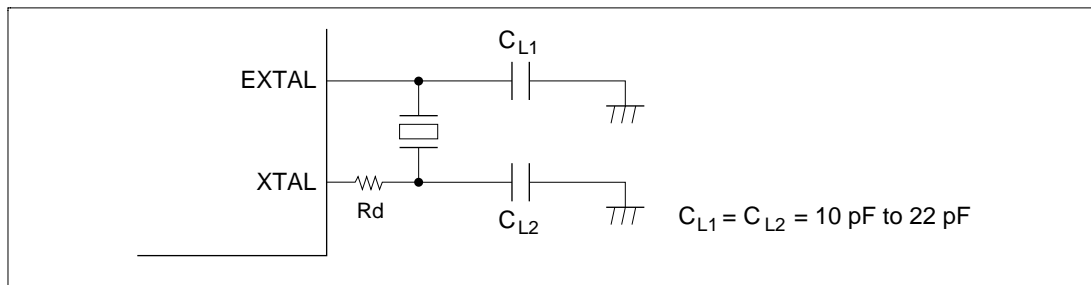 C_L1
EXTAL
XTAL
Rd
C_L2
C_L1 = C_L2 = 10 pF to 22 pF